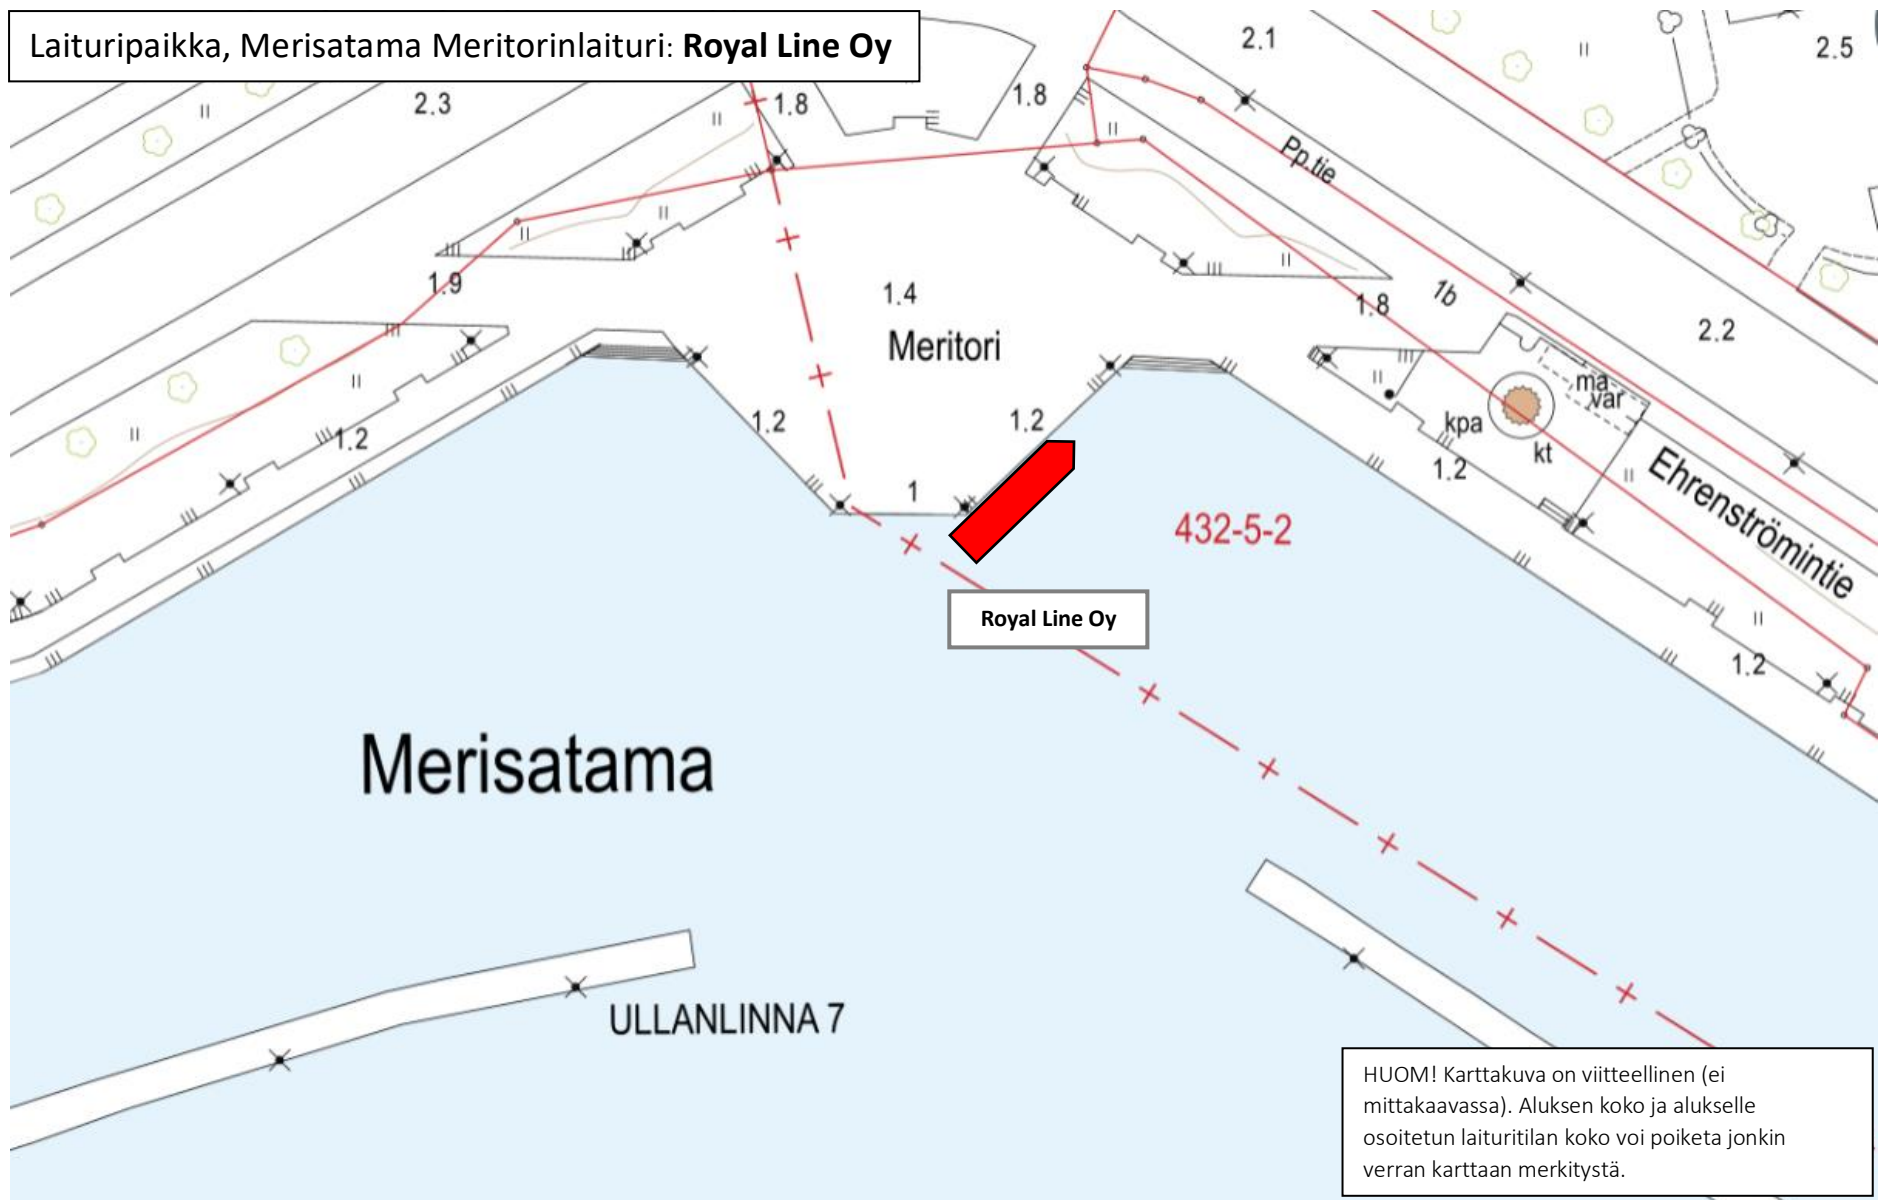 Laituripaikka, Merisatama Meritorinlaituri: Royal Line Oy
2.1
2.5
2.3
1.8
1.8
Pp.tie
1.9
1.4
1.8
1b
2.2
Meritori
ma
var
kpa
kt
1.2
1.2
1.2
1.2
1
Ehrenströmintie
432-5-2
Royal Line Oy
1.2
Merisatama
ULLANLINNA 7
HUOM! Karttakuva on viitteellinen (ei
mittakaavassa). Aluksen koko ja alukselle
osoitetun laituritilan koko voi poiketa jonkin
verran karttaan merkitystä.